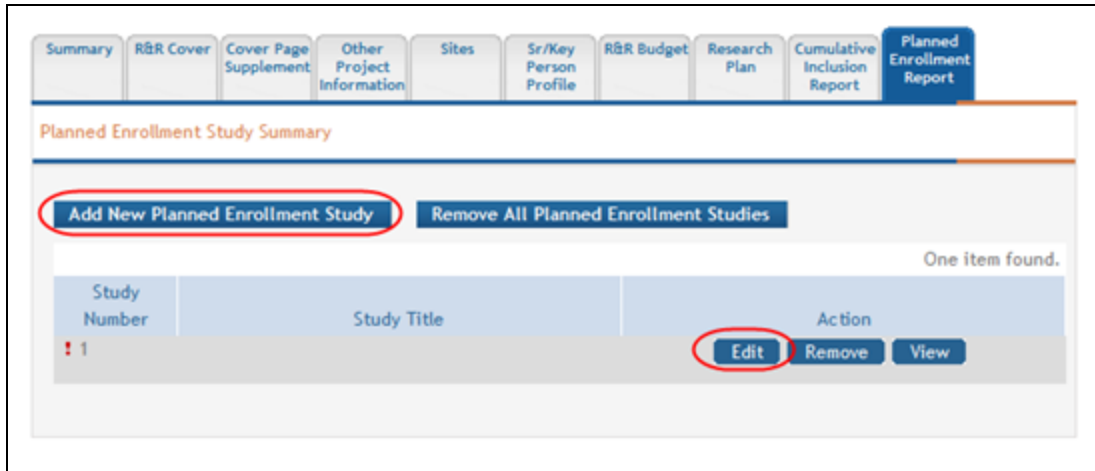 Summary
R&R Cover
Cover Page
Supplement
Other
Project
Information
Sites
Sr/Key
Person
Profile
R&R Budget
Research
Plan
Cumulative
Inclusion
Report
Planned
Enrollment
Report
Planned Enrollment Study Summary
Add New Planned Enrollment Study
Remove All Planned Enrollment Studies
One item found.
Study
Number
Study Title
Action
! 1
Edit
Remove
View